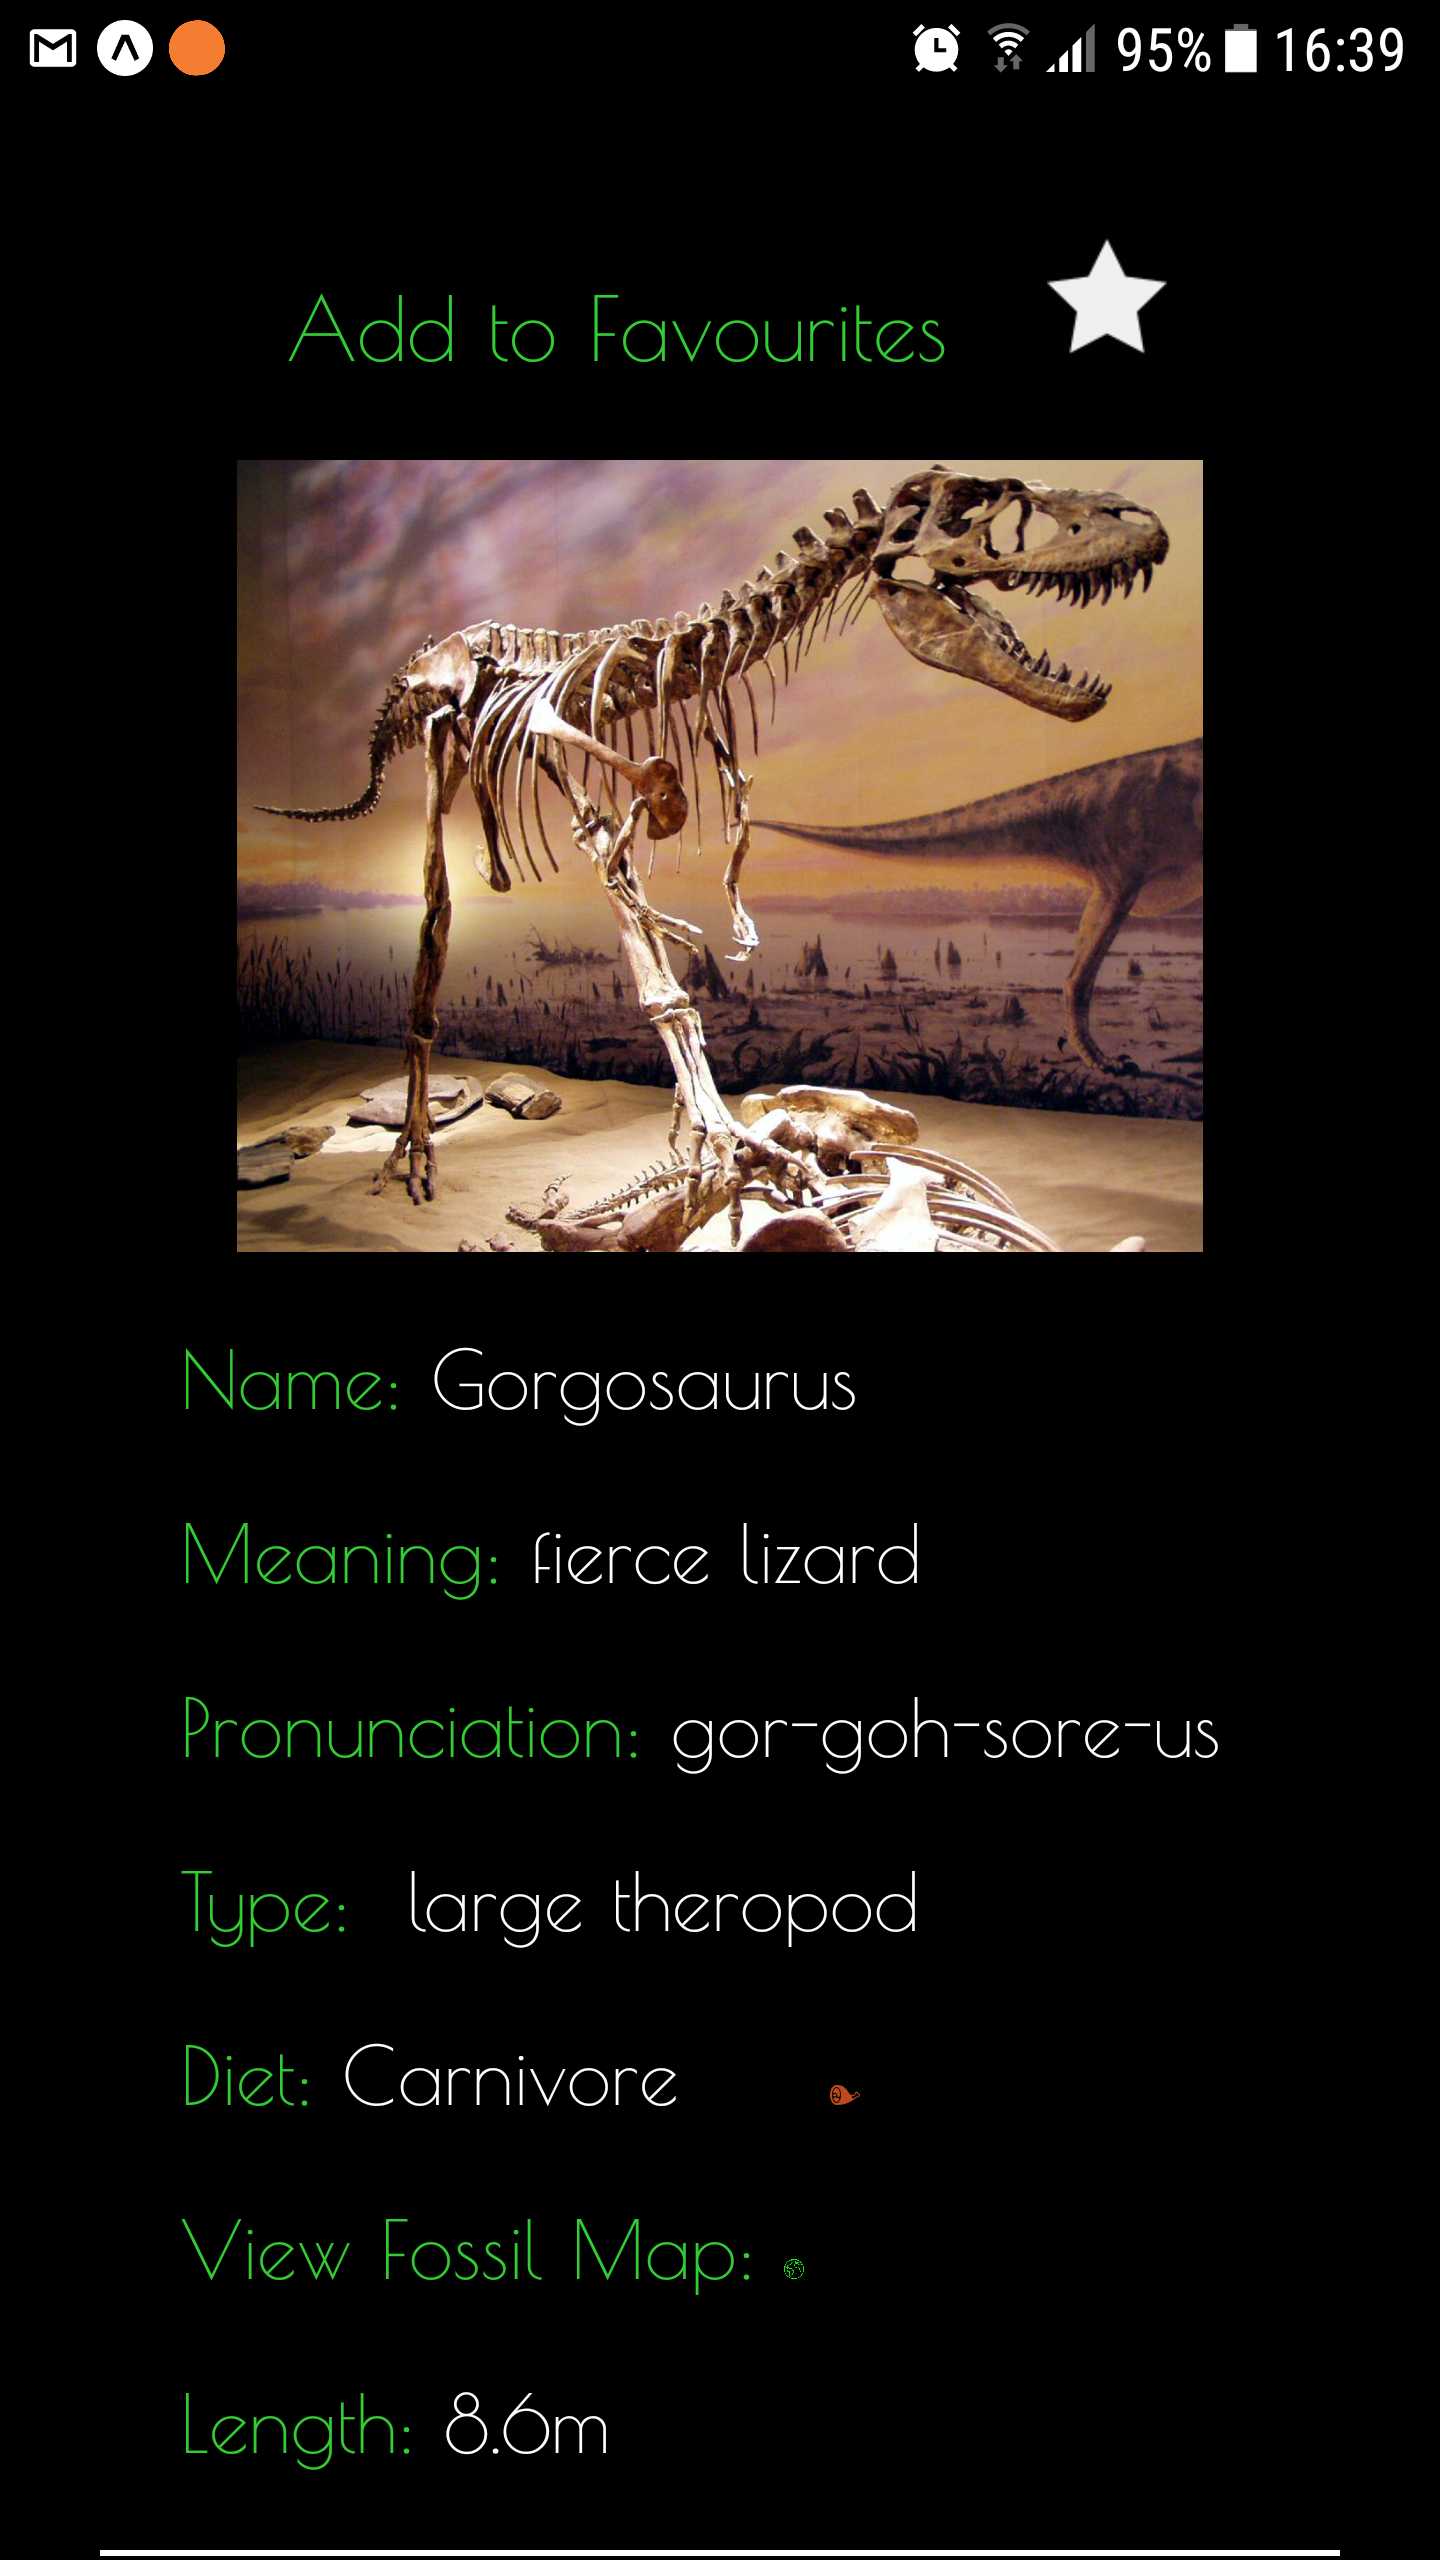 95% 16:39
Add to Favourites
Name: Gorgosaurus
Meaning: fierce lizard
Pronunciation: gor-goh-sore-us
Type: large theropod
Diet: Carnivore
View Fossil Map:
Length: 8.6m